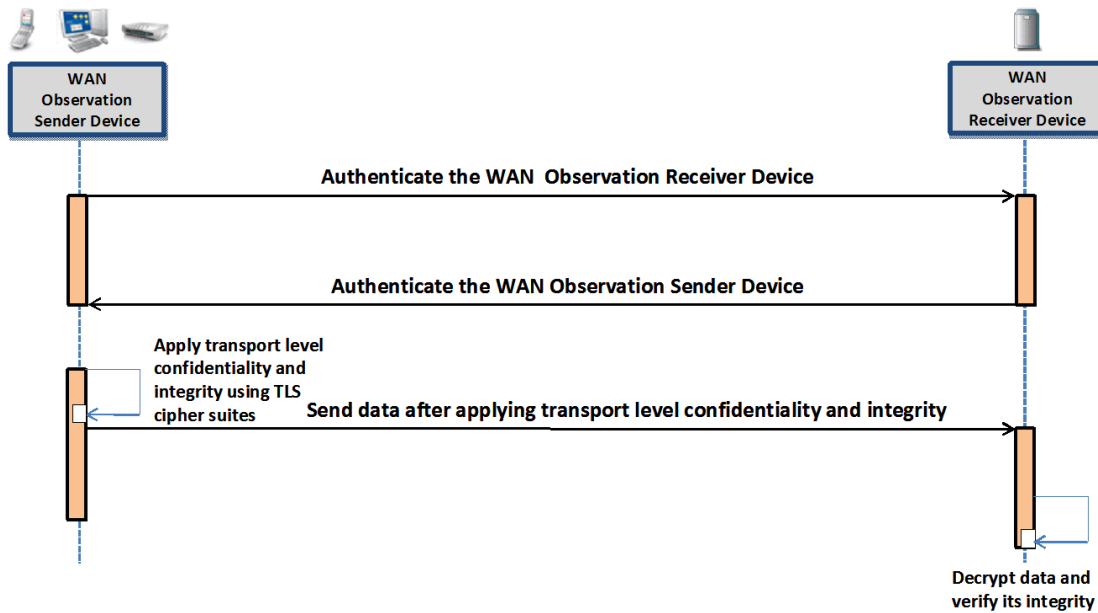 WAN
Observation
Sender Device
WAN
Observation
Receiver Device
Authenticate the WAN Observation Receiver Device
Authenticate the WAN Observation Sender Device
Apply transport level
confidentiality and
integrity using TLS
cipher suites
Send data after applying transport level confidentiality and integrity
Decrypt data and
verify its integrity